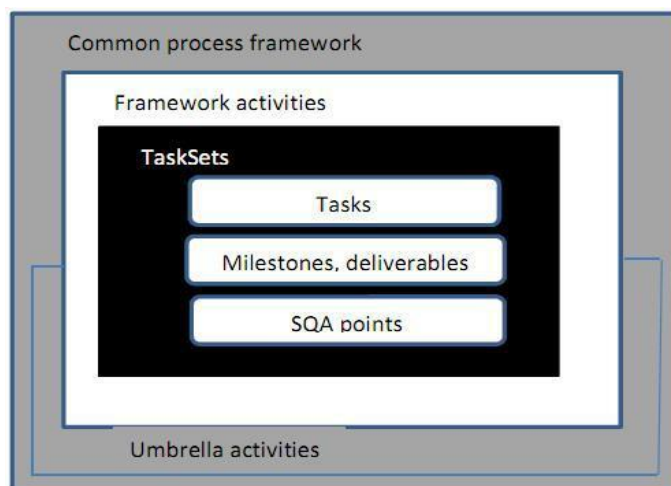 Common process framework
Framework activities
TaskSets
Tasks
Milestones, deliverables
SQA points
Umbrella activities